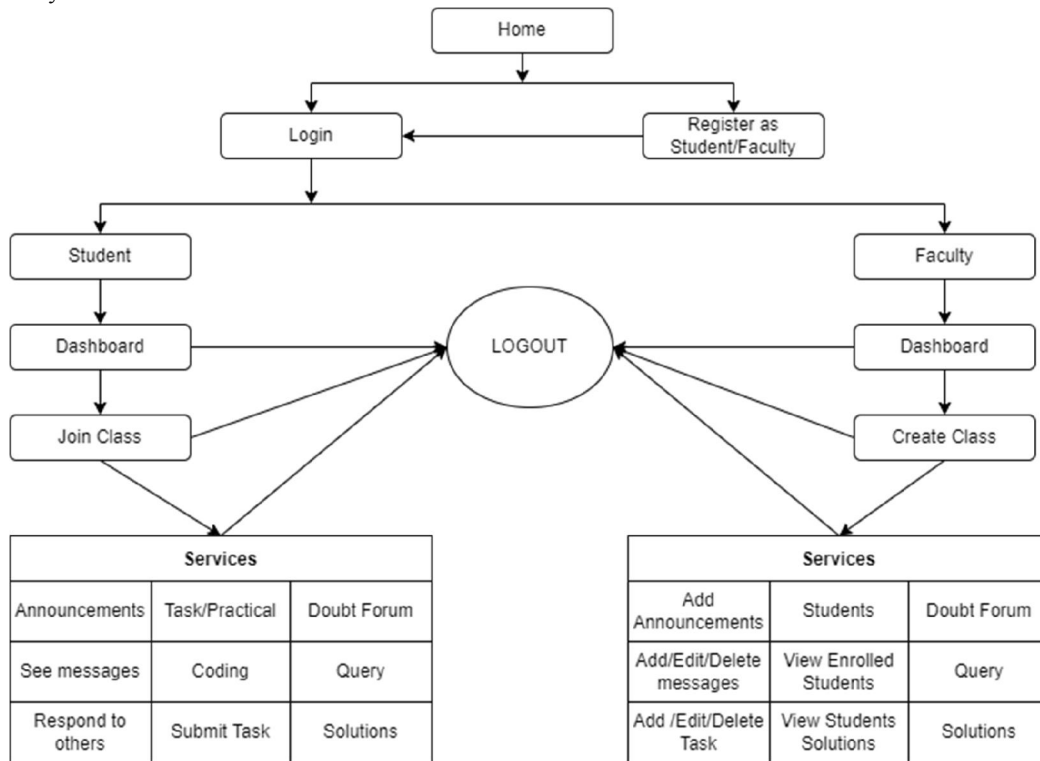 Home
Login
Register as
Student/Faculty
Student
Faculty
Dashboard
LOGOUT
Dashboard
Join Class
Create Class
Services
Announcements
Task/Practical
Doubt Forum
See messages
Coding
Query
Respond to
others
Submit Task
Solutions
Services
Add
Announcements
Students
Doubt Forum
Add/Edit/Delete
messages
View Enrolled
Students
Query
Add /Edit/Delete
Task
View Students
Solutions
Solutions